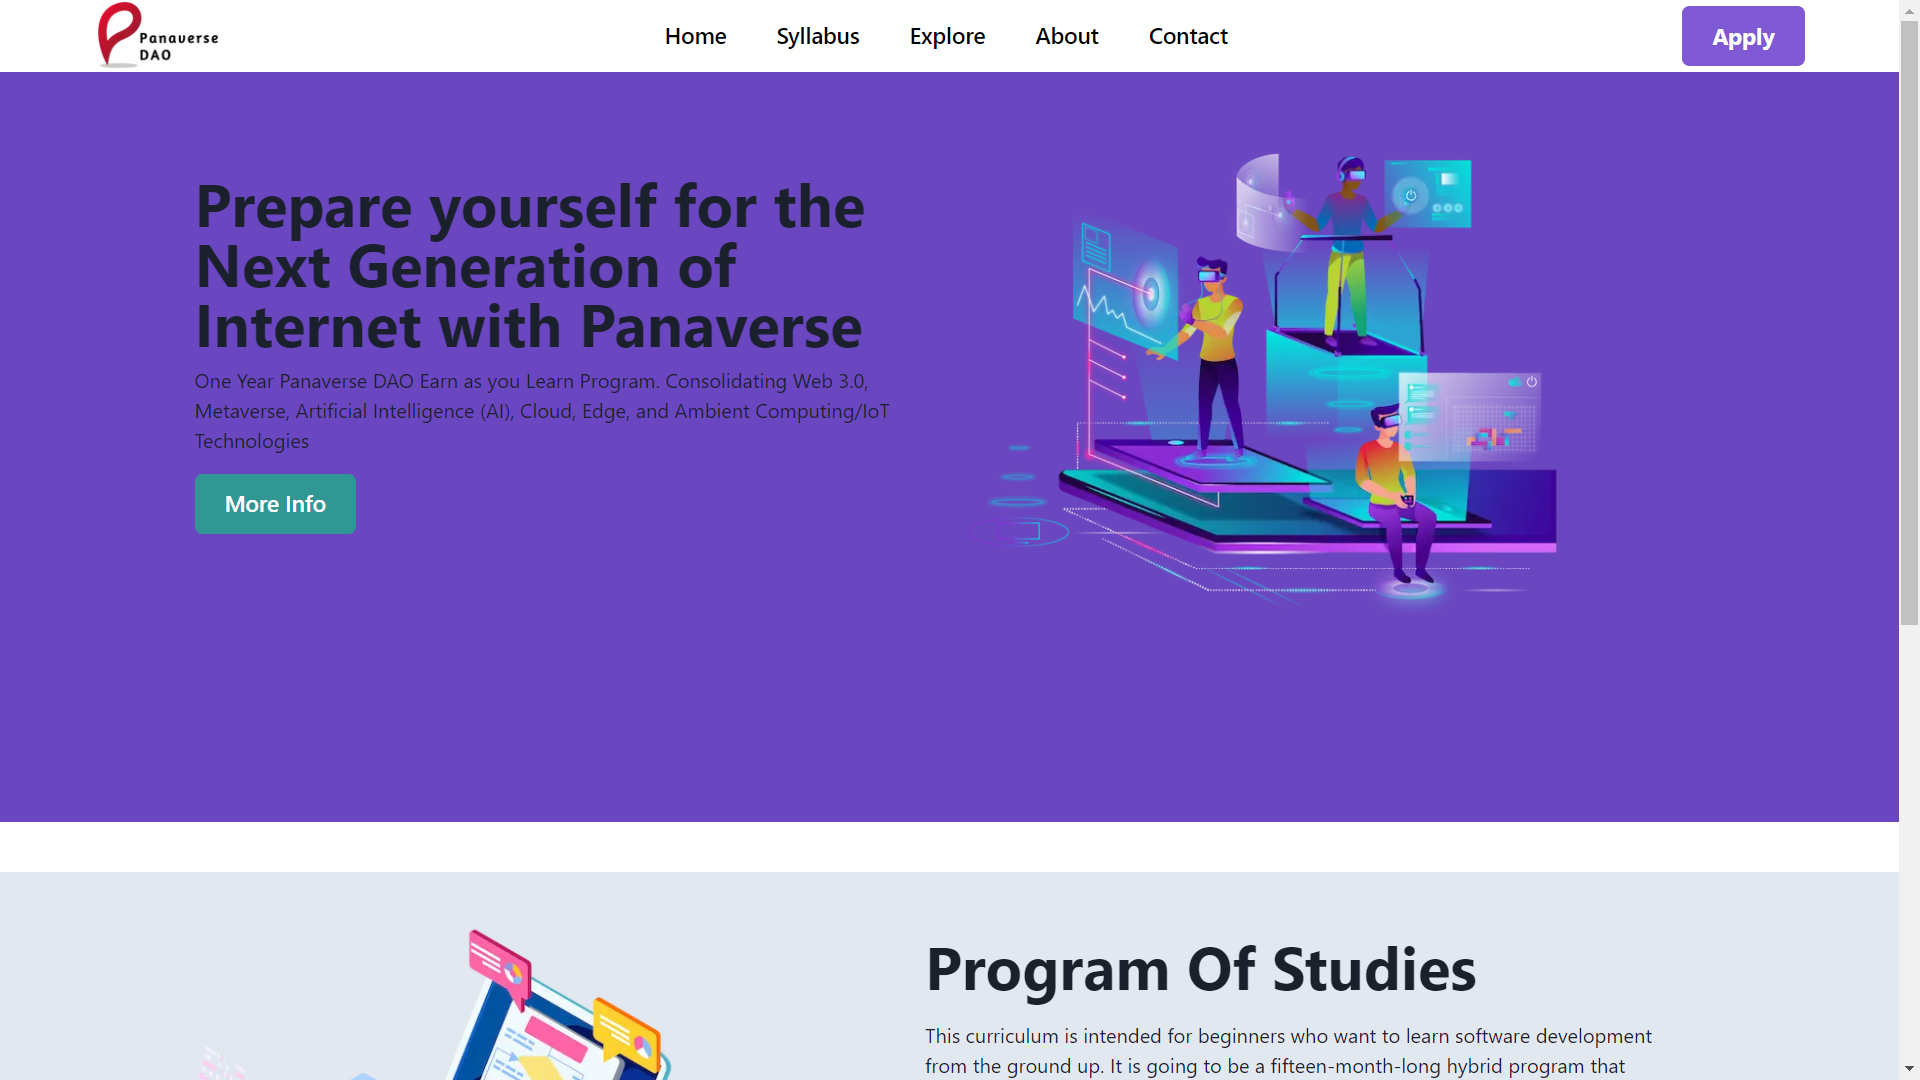 Panaverse
DAO
Home
Syllabus
Explore
About
Contact
Apply
Prepare yourself for the
Next Generation of
Internet with Panaverse
One Year Panaverse DAO Earn as you Learn Program. Consolidating Web 3.0,
Metaverse, Artificial Intelligence (AI), Cloud, Edge, and Ambient Computing/IoT
Technologies
More Info
Program Of Studies
This curriculum is intended for beginners who want to learn software development
from the ground up. It is going to be a fifteen-month-long hybrid program that